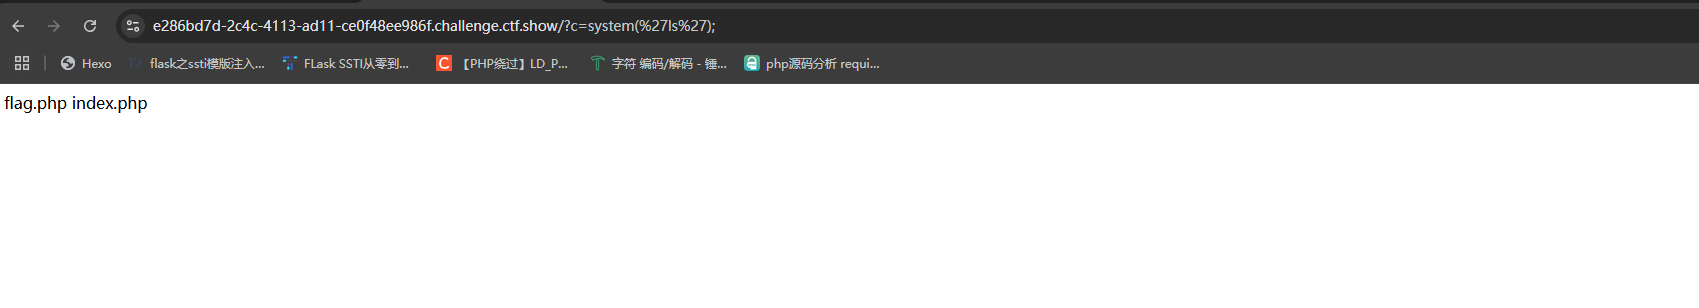 e286bd7d-2c4c-4113-ad11-ce0f48ee986f.challenge.ctf.show/?c=system(%27ls%27);
Hexo flask之ssti模版注入... FLask SSTI从零到... 【PHP绕过】LD_P... 字符 编码/解码 - 锤... php源码分析 requi...
flag.php index.php